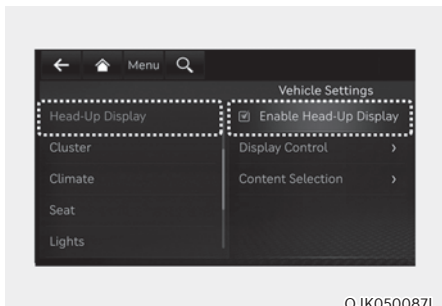 Menu
Vehicle Settings
Head-Up Display
Enable Head-Up Display
Cluster
Display Control
Climate
Content Selection
Seat
Lights
OJK050087L